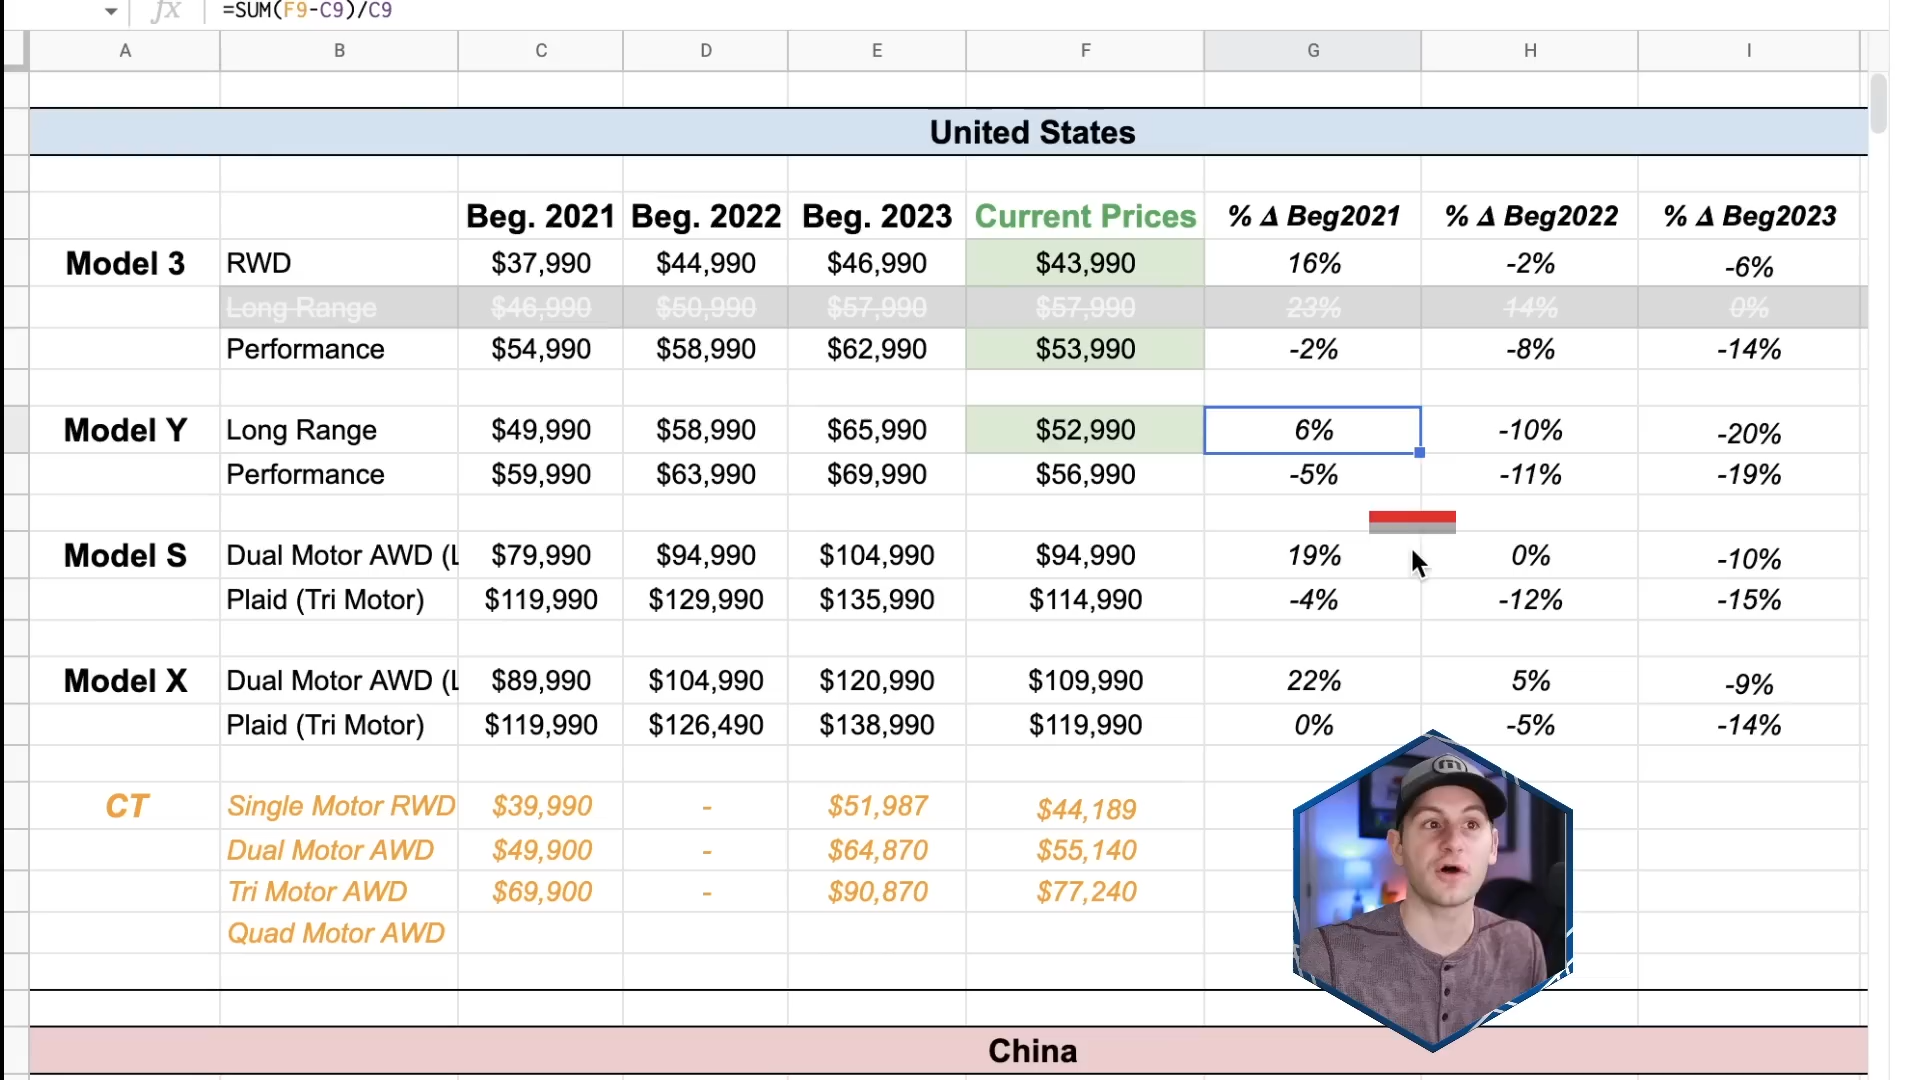 fx =SUM(F9-C9)/C9
A B C D E F G H I
United States
Beg. 2021 Beg. 2022 Beg. 2023 Current Prices % Δ Beg2021 % Δ Beg2022 % Δ Beg2023
Model 3 RWD $37,990 $44,990 $46,990 $43,990 16% -2% -6%
Long Range $46,990 $50,990 $57,990 $57,990 23% 14% 0%
Performance $54,990 $58,990 $62,990 $53,990 -2% -8% -14%
Model Y Long Range $49,990 $58,990 $65,990 $52,990 6% -10% -20%
Performance $59,990 $63,990 $69,990 $56,990 -5% -11% -19%
Model S Dual Motor AWD (L $79,990 $94,990 $104,990 $94,990 19% 0% -10%
Plaid (Tri Motor) $119,990 $129,990 $135,990 $114,990 -4% -12% -15%
Model X Dual Motor AWD (L $89,990 $104,990 $120,990 $109,990 22% 5% -9%
Plaid (Tri Motor) $119,990 $126,490 $138,990 $119,990 0% -5% -14%
CT Single Motor RWD $39,990 - $51,987 $44,189
Dual Motor AWD $49,900 - $64,870 $55,140
Tri Motor AWD $69,900 - $90,870 $77,240
Quad Motor AWD
China